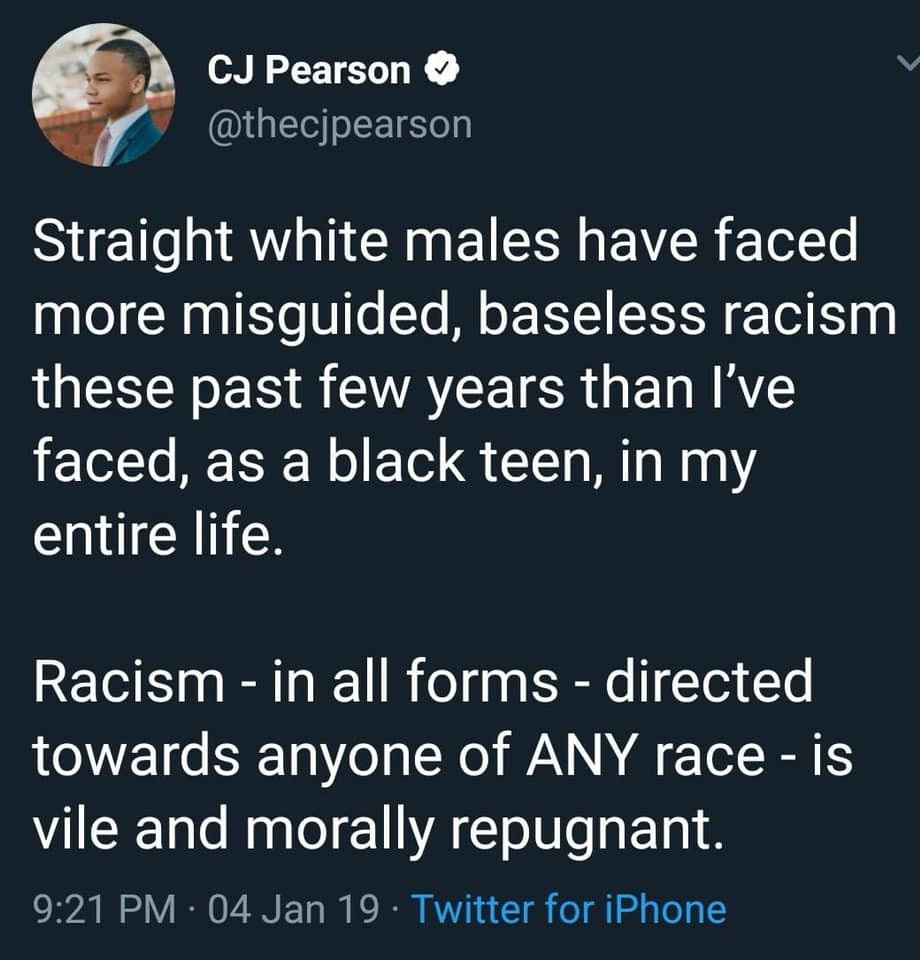 CJ Pearson
@thecjpearson
Straight white males have faced
more misguided, baseless racism
these past few years than I’ve
faced, as a black teen, in my
entire life.
Racism - in all forms - directed
towards anyone of ANY race - is
vile and morally repugnant.
9:21 PM · 04 Jan 19 · Twitter for iPhone